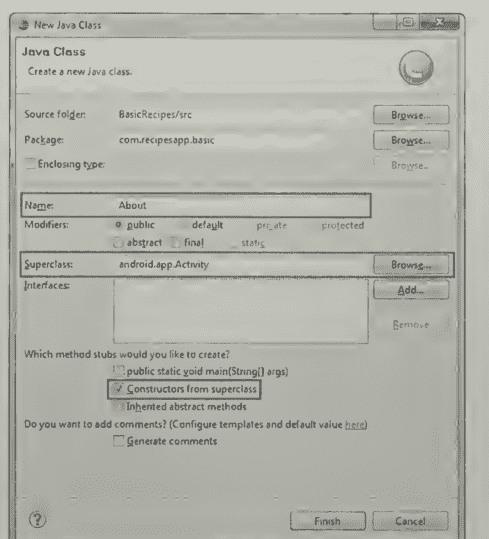 New Java Class
Java Class
Create a new Java class.
Source folder: BasicRecipes/src Browse...
Package: com.recipesapp.basic Browse...
Enclosing type: Browse...
Name: About
Modifiers: public default private protected
abstract final static
Superclass: android.app.Activity Browse...
Interfaces: Add...
Remove
Which method stubs would you like to create?
public static void main(String[] args)
Constructors from superclass
Inherited abstract methods
Do you want to add comments? (Configure templates and default value here)
Generate comments
? Finish Cancel